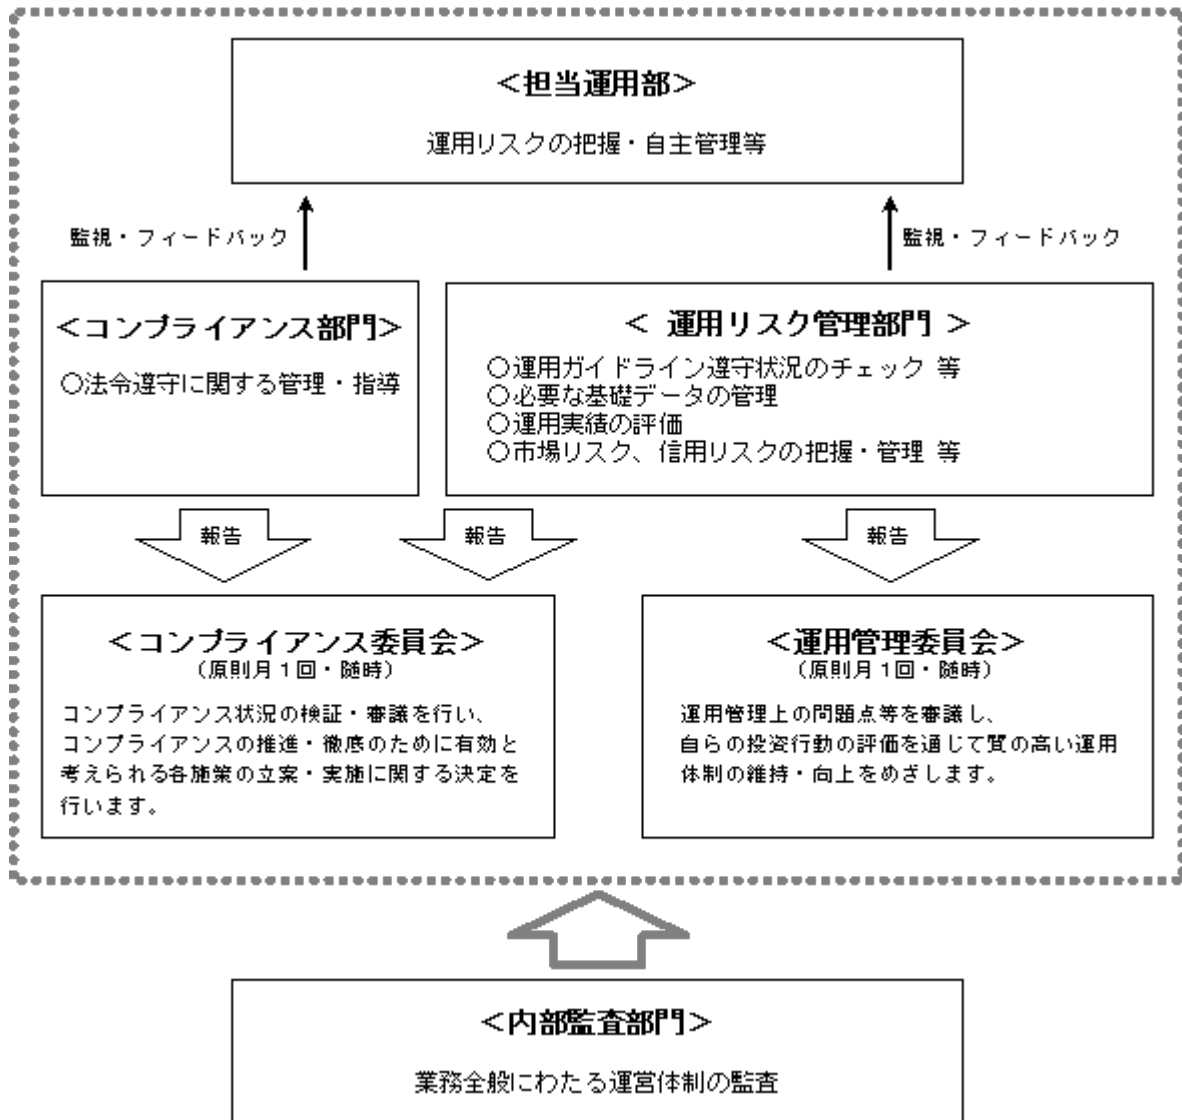 ＜担当運用部＞
運用リスクの把握・自主管理等
監視・フィードバック
監視・フィードバック
＜コンプライアンス部門＞
○法令遵守に関する管理・指導
＜ 運用リスク管理部門 ＞
○運用ガイドライン遵守状況のチェック 等
○必要な基礎データの管理
○運用実績の評価
○市場リスク、信用リスクの把握・管理 等
報告
報告
報告
＜コンプライアンス委員会＞
（原則月１回・随時）
コンプライアンス状況の検証・審議を行い、
コンプライアンスの推進・徹底のために有効と
考えられる各施策の立案・実施に関する決定を
行います。
＜運用管理委員会＞
（原則月１回・随時）
運用管理上の問題点等を審議し、
自らの投資行動の評価を通じて質の高い運用
体制の維持・向上をめざします。
＜内部監査部門＞
業務全般にわたる運営体制の監査